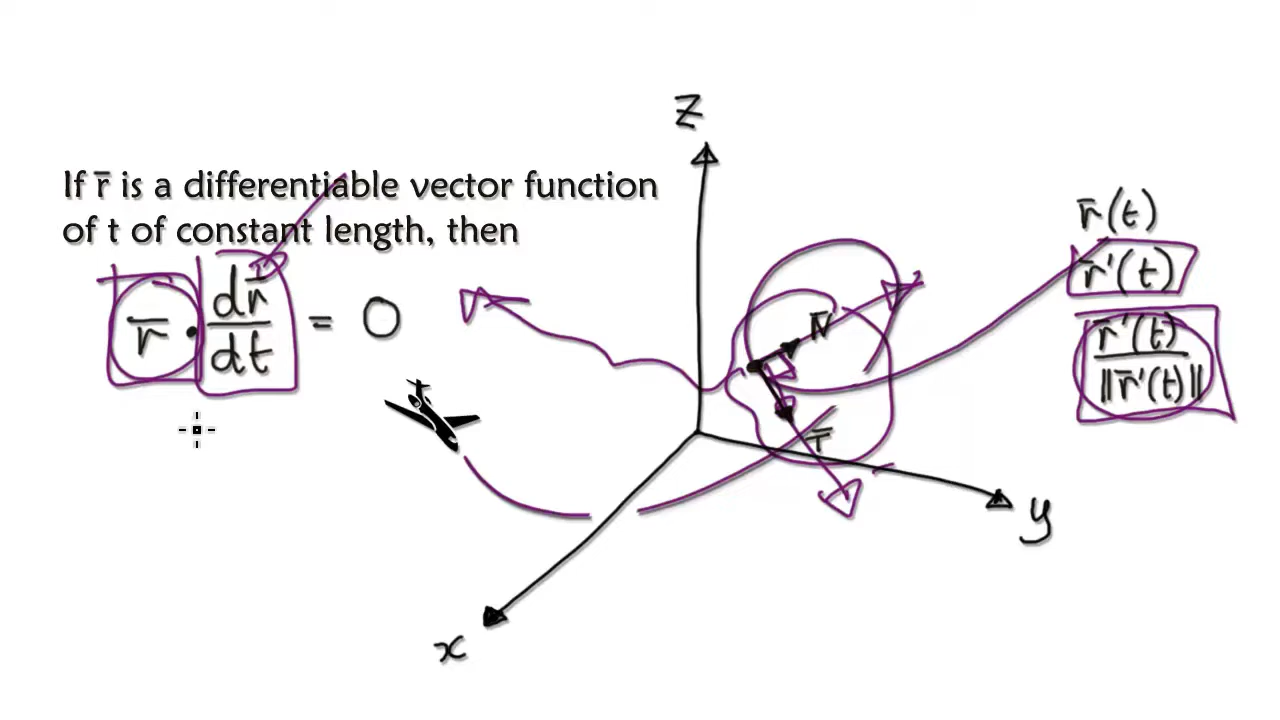 If r̄ is a differentiable vector function
of t of constant length, then
r̄ · dr̄/dt = 0
z
y
x
N̄
T̄
r̄(t)
r̄'(t)
r̄'(t)/||r̄'(t)||